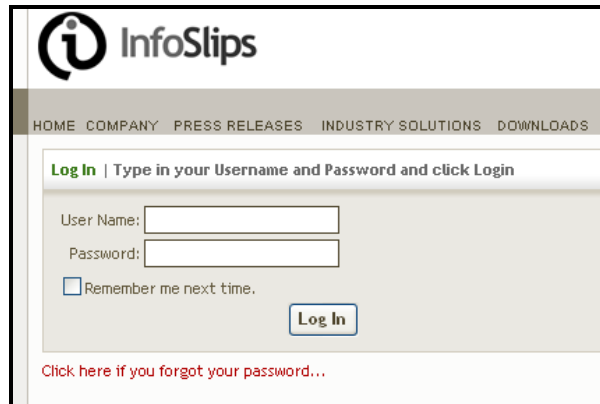 InfoSlips
HOME COMPANY PRESS RELEASES INDUSTRY SOLUTIONS DOWNLOADS
Log In | Type in your Username and Password and click Login
User Name:
Password:
Remember me next time.
Log In
Click here if you forgot your password...